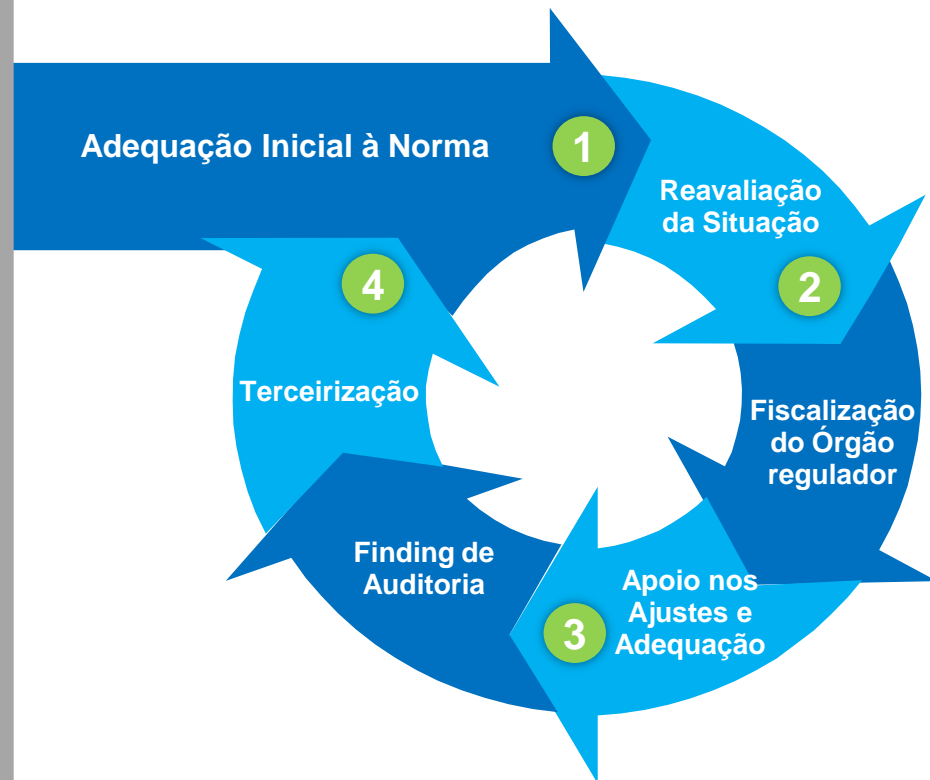 Adequação Inicial à Norma
1
Reavaliação
da Situação
2
Fiscalização
do Órgão
regulador
Apoio nos
Ajustes e
Adequação
3
Finding de
Auditoria
Terceirização
4